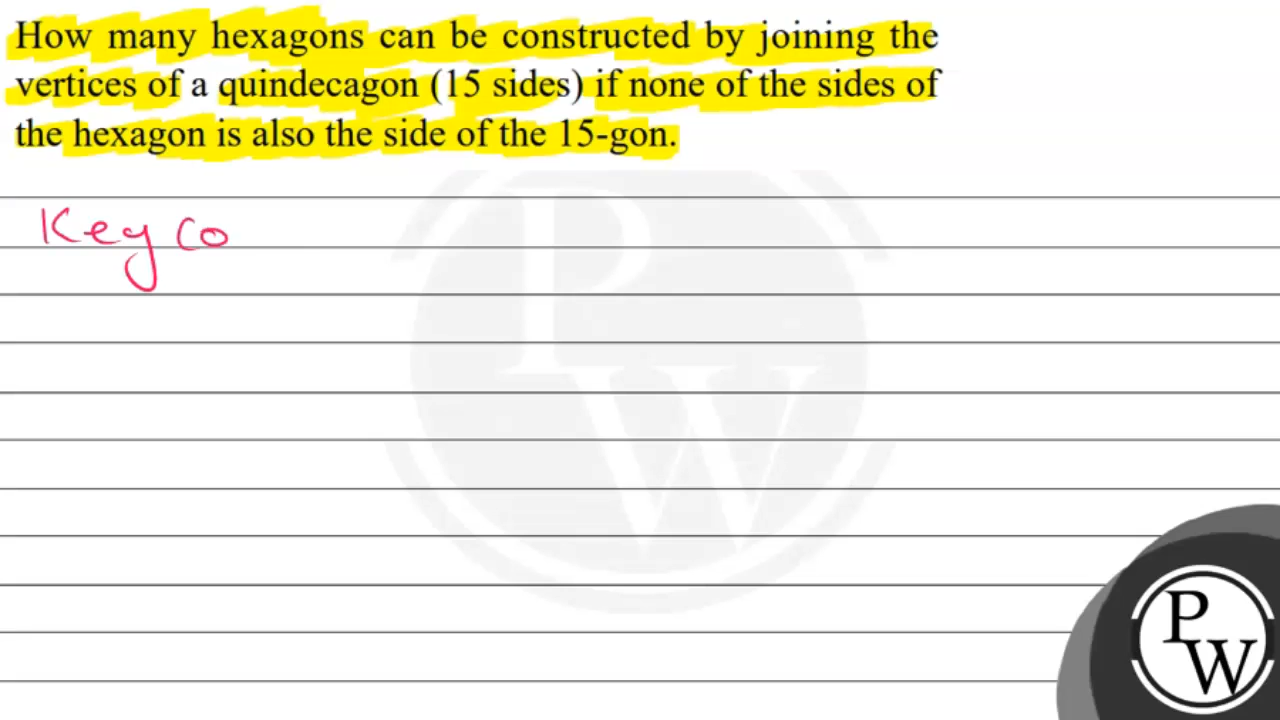 How many hexagons can be constructed by joining the
vertices of a quindecagon (15 sides) if none of the sides of
the hexagon is also the side of the 15-gon.
Key co
P
W
P
W